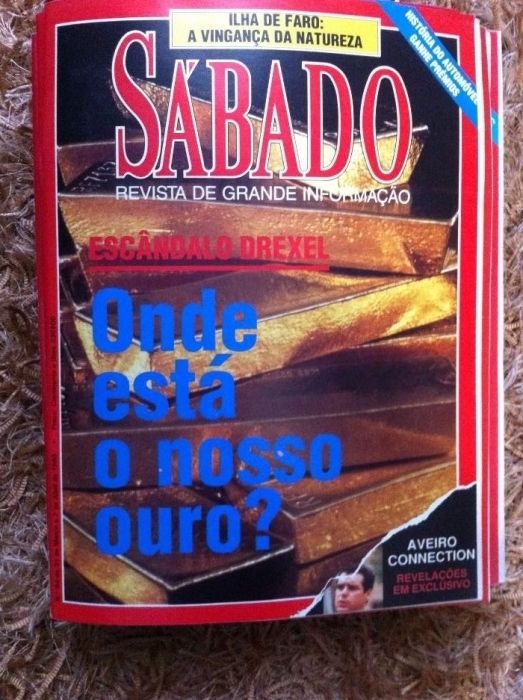 ILHA DE FARO:
A VINGANÇA DA NATUREZA
HISTÓRIA DO AUTOMÓVEL
GANHE PRÉMIOS
SÁBADO
REVISTA DE GRANDE INFORMAÇÃO
ESCÂNDALO DREXEL
Onde
está
o nosso
ouro?
AVEIRO
CONNECTION
REVELAÇÕES
EM EXCLUSIVO